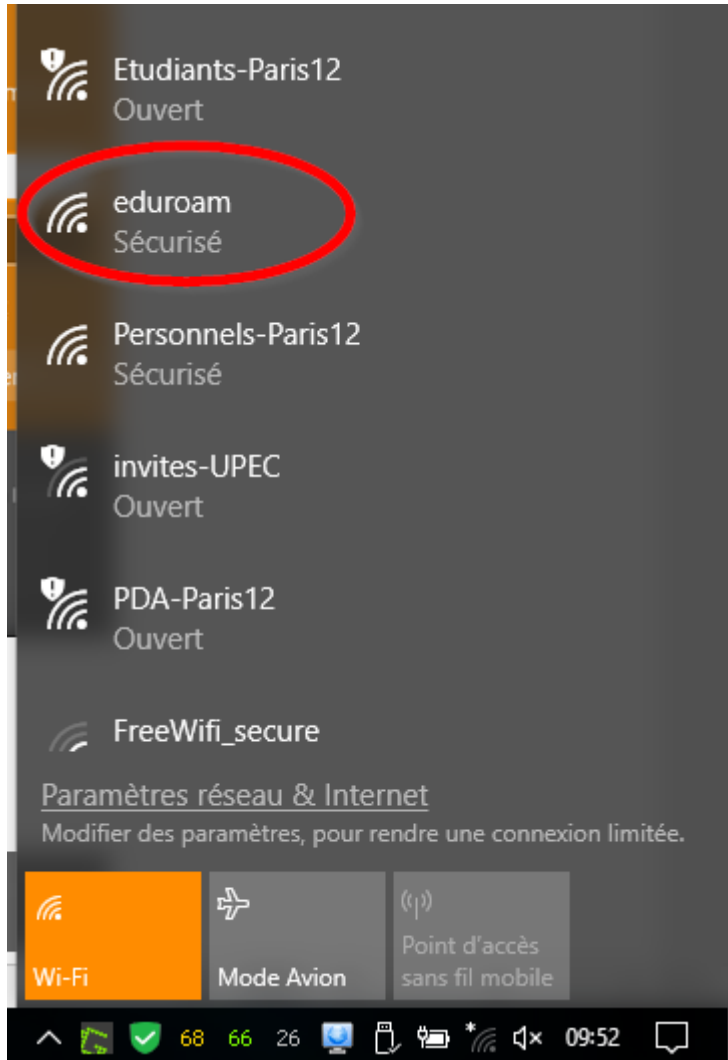 Etudiants-Paris12
Ouvert
eduroam
Sécurisé
Personnels-Paris12
Sécurisé
invites-UPEC
Ouvert
PDA-Paris12
Ouvert
FreeWifi_secure
Paramètres réseau & Internet
Modifier des paramètres, pour rendre une connexion limitée.
Wi-Fi
Mode Avion
Point d'accès
sans fil mobile
68 66 26 09:52